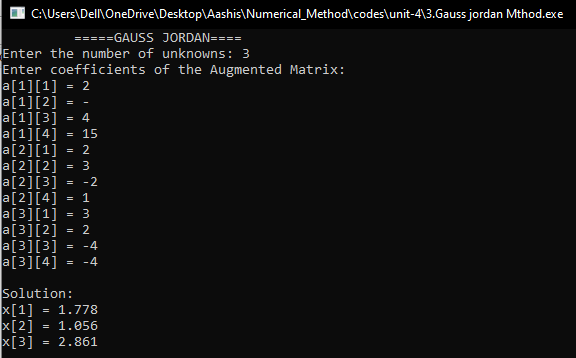 C:\Users\Dell\OneDrive\Desktop\Aashis\Numerical_Method\codes\unit-4\3.Gauss jordan Mthod.exe
=====GAUSS JORDAN====
Enter the number of unknowns: 3
Enter coefficients of the Augmented Matrix:
a[1][1] = 2
a[1][2] = -
a[1][3] = 4
a[1][4] = 15
a[2][1] = 2
a[2][2] = 3
a[2][3] = -2
a[2][4] = 1
a[3][1] = 3
a[3][2] = 2
a[3][3] = -4
a[3][4] = -4
Solution:
x[1] = 1.778
x[2] = 1.056
x[3] = 2.861